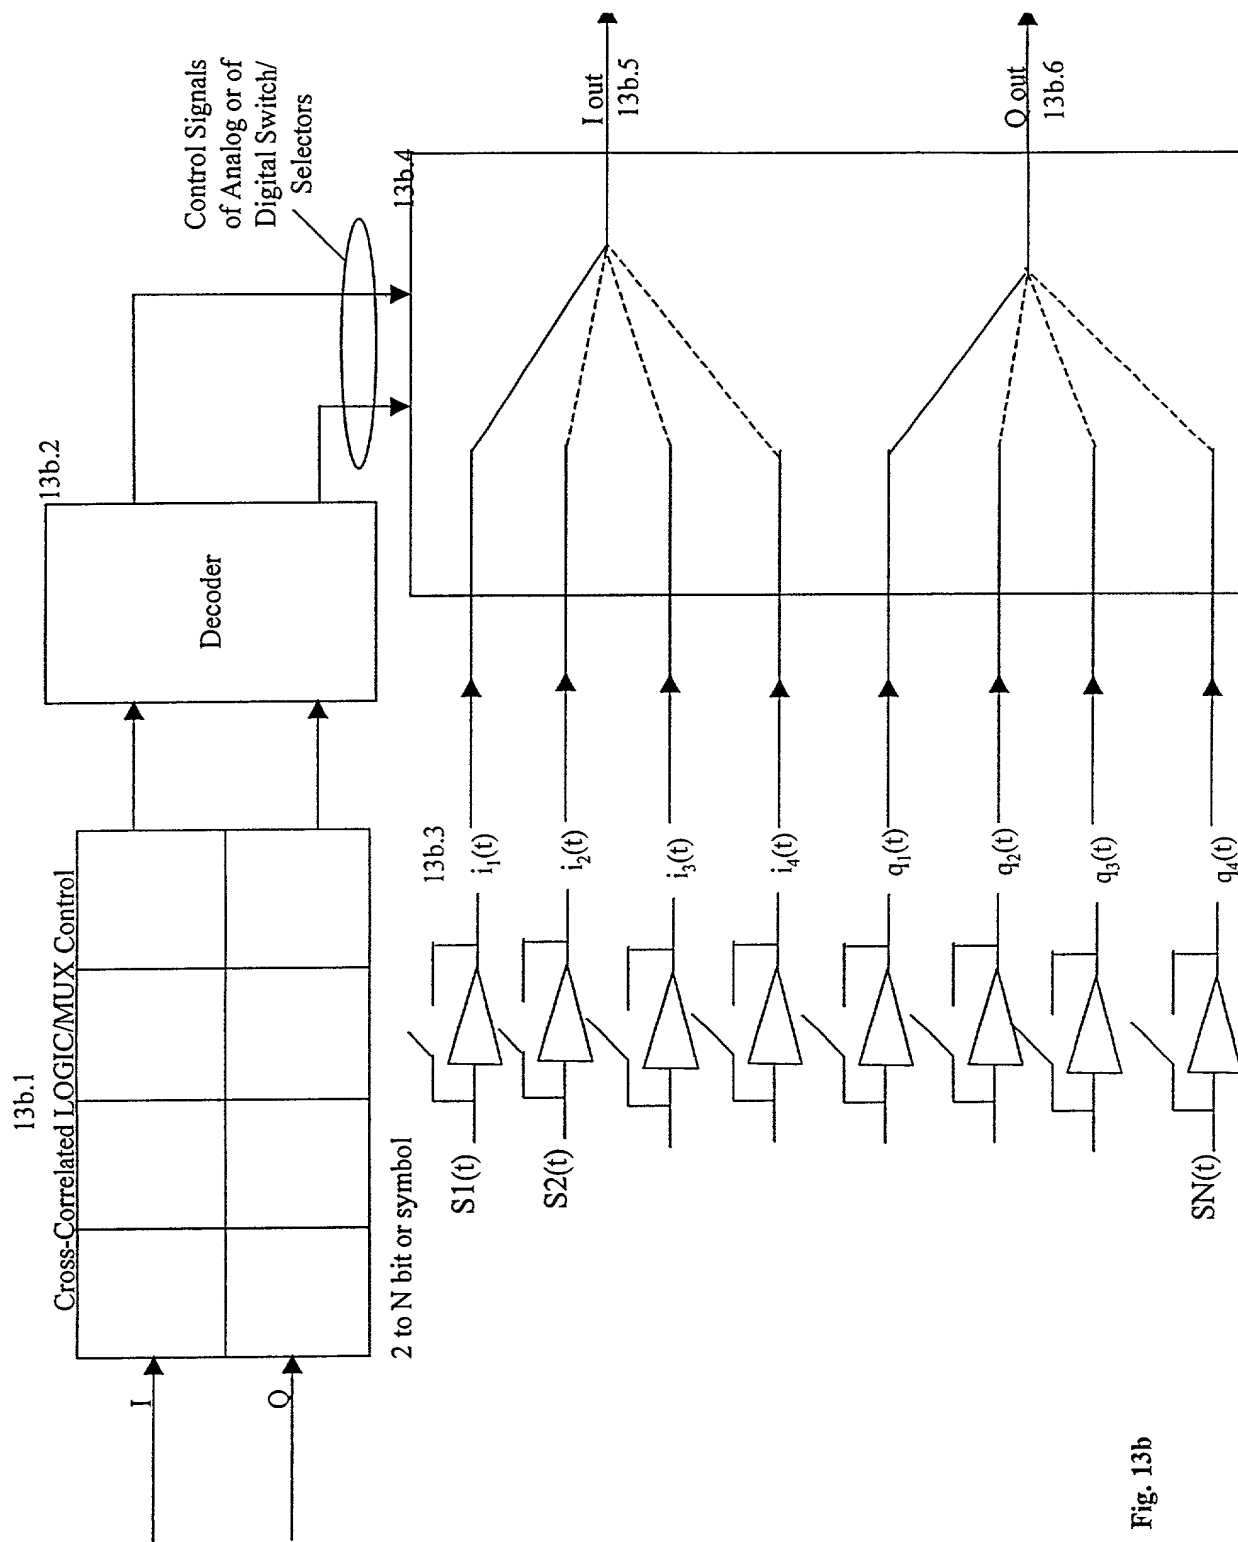 13b.1
Cross-Correlated LOGIC/MUX Control
I
Q
2 to N bit or symbol
13b.2
Decoder
Control Signals
of Analog or of
Digital Switch/
Selectors
13b.4
13b.3
S1(t)
i₁(t)
S2(t)
i₂(t)
i₃(t)
i₄(t)
q₁(t)
q₂(t)
q₃(t)
SN(t)
q₄(t)
I out
13b.5
Q out
13b.6
Fig. 13b